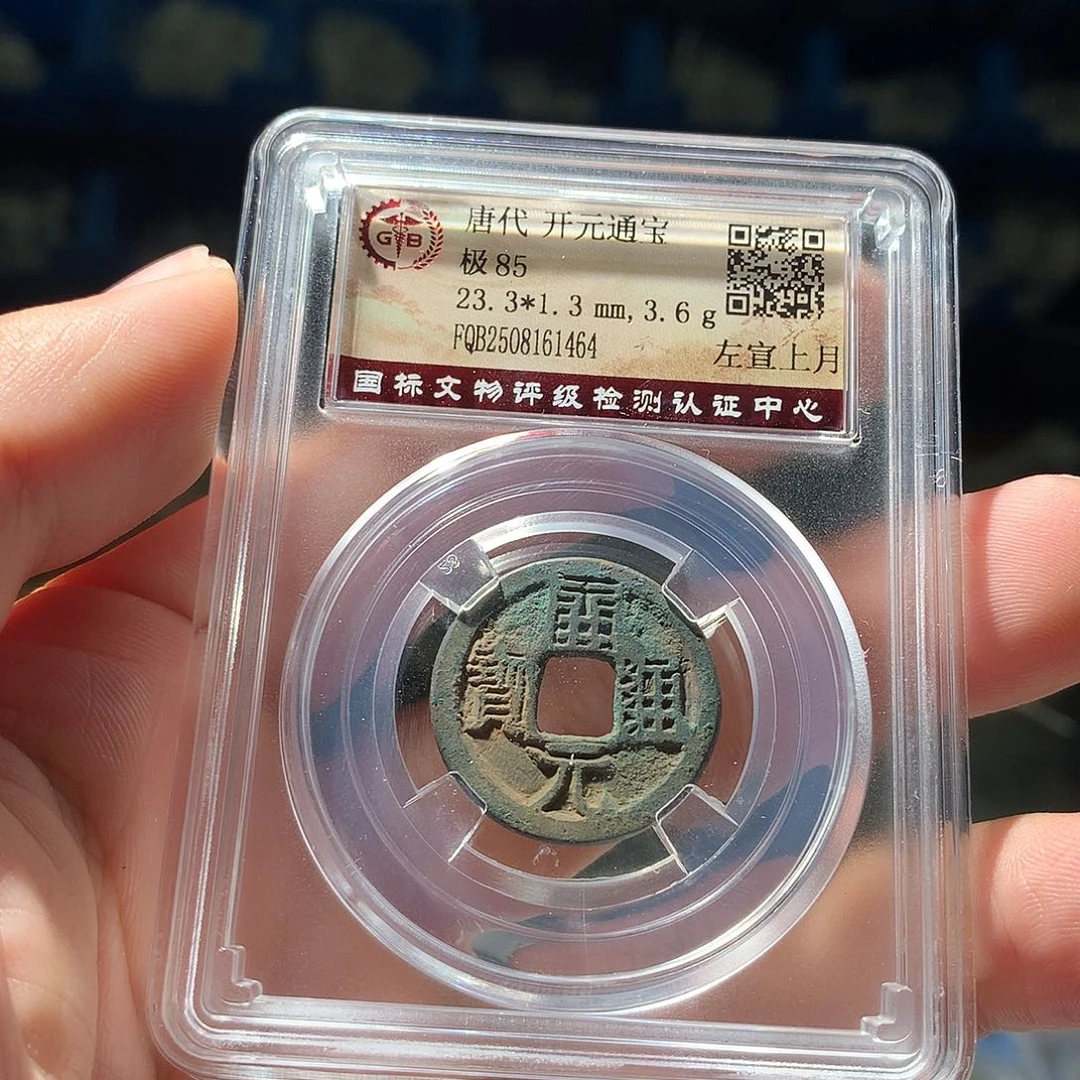 GB
唐代 开元通宝
极85
23.3*1.3 mm, 3.6 g
FQB2508161464
左宣上月
国标文物评级检测认证中心
開
寶 通
元